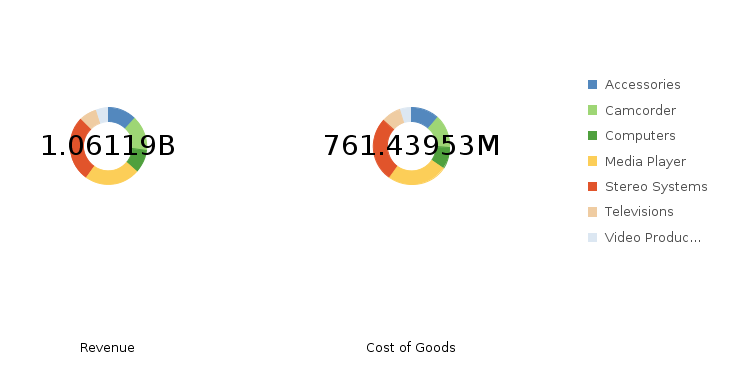 1.06119B
761.43953M
Accessories
Camcorder
Computers
Media Player
Stereo Systems
Televisions
Video Produc...
Revenue
Cost of Goods